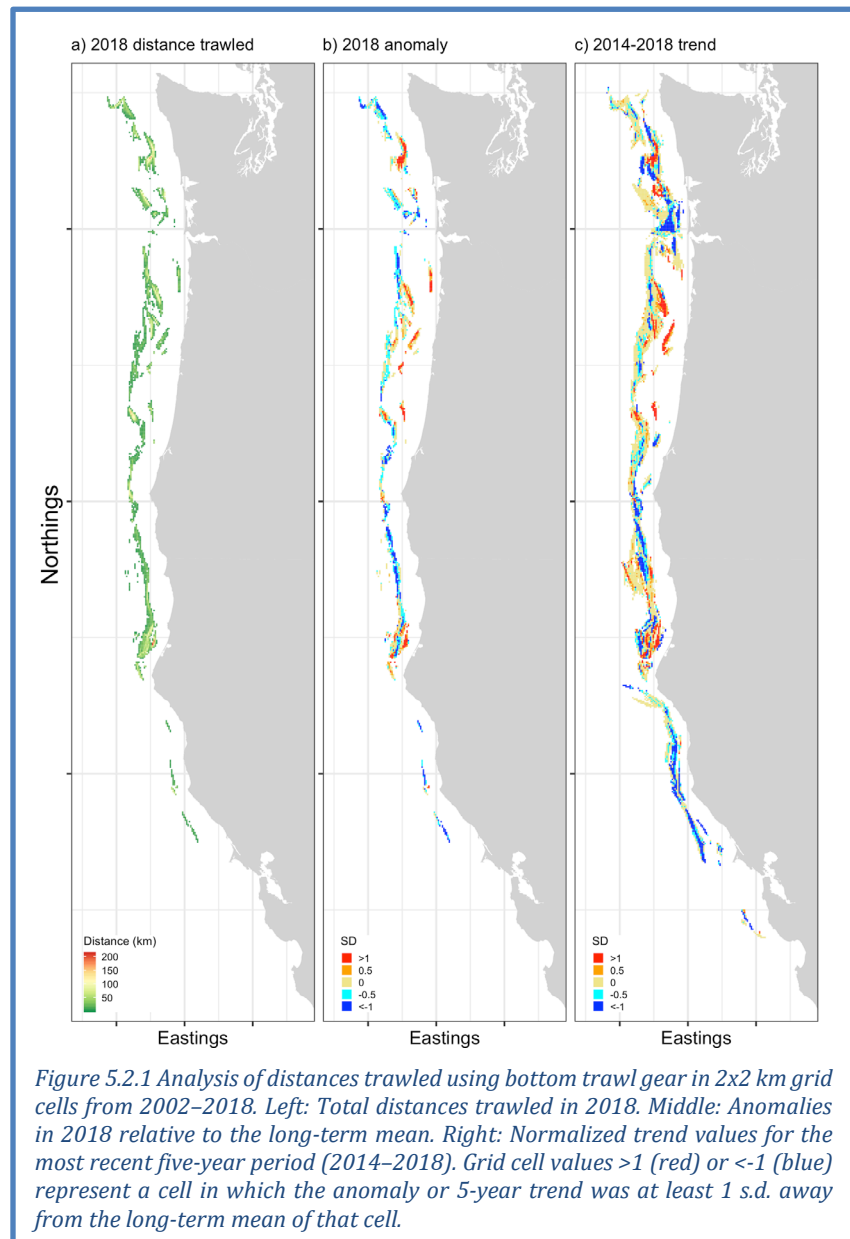 a) 2018 distance trawled
b) 2018 anomaly
c) 2014-2018 trend
Northings
Distance (km)
200
150
100
50
SD
>1
0.5
0
-0.5
<-1
SD
>1
0.5
0
-0.5
<-1
Eastings
Eastings
Eastings
Figure 5.2.1 Analysis of distances trawled using bottom trawl gear in 2x2 km grid
cells from 2002–2018. Left: Total distances trawled in 2018. Middle: Anomalies
in 2018 relative to the long-term mean. Right: Normalized trend values for the
most recent five-year period (2014–2018). Grid cell values >1 (red) or <-1 (blue)
represent a cell in which the anomaly or 5-year trend was at least 1 s.d. away
from the long-term mean of that cell.